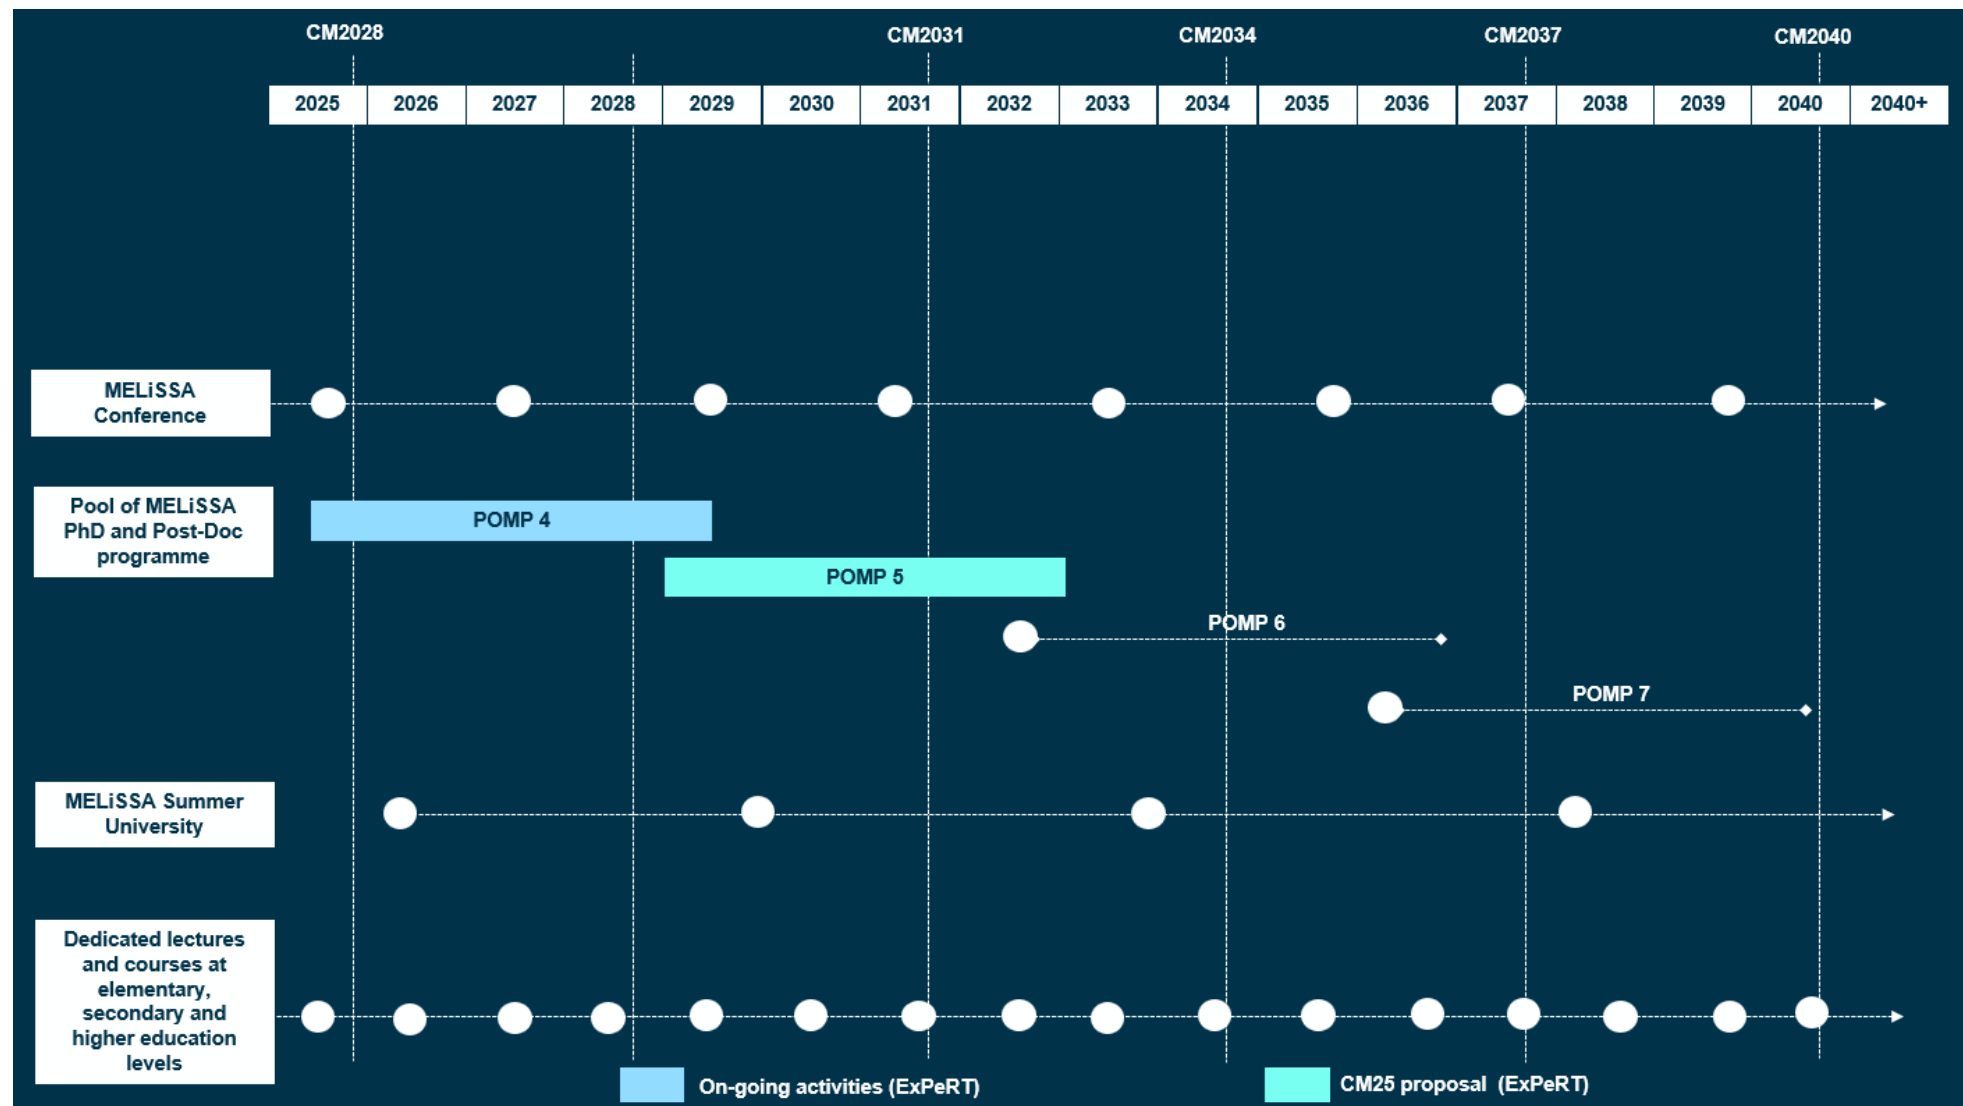 CM2028
CM2031
CM2034
CM2037
CM2040
2025 2026 2027 2028 2029 2030 2031 2032 2033 2034 2035 2036 2037 2038 2039 2040 2040+
MELiSSA
Conference
Pool of MELiSSA
PhD and Post-Doc
programme
POMP 4
POMP 5
POMP 6
POMP 7
MELiSSA Summer
University
Dedicated lectures
and courses at
elementary,
secondary and
higher education
levels
On-going activities (ExPeRT)
CM25 proposal (ExPeRT)